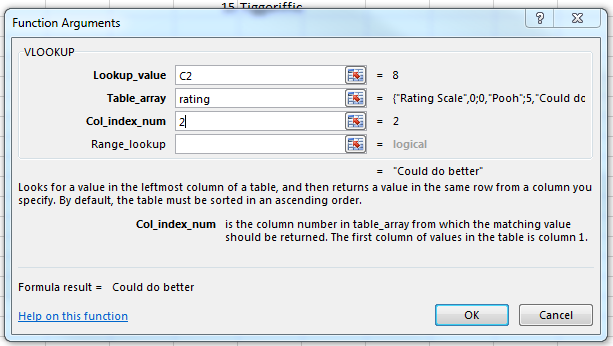 15 Tiggoriffic
Function Arguments
VLOOKUP
Lookup_value C2 = 8
Table_array rating = {"Rating Scale",0;0,"Pooh";5,"Could do
Col_index_num 2 = 2
Range_lookup = logical
= "Could do better"
Looks for a value in the leftmost column of a table, and then returns a value in the same row from a column you
specify. By default, the table must be sorted in an ascending order.
Col_index_num is the column number in table_array from which the matching value
should be returned. The first column of values in the table is column 1.
Formula result = Could do better
Help on this function
OK
Cancel